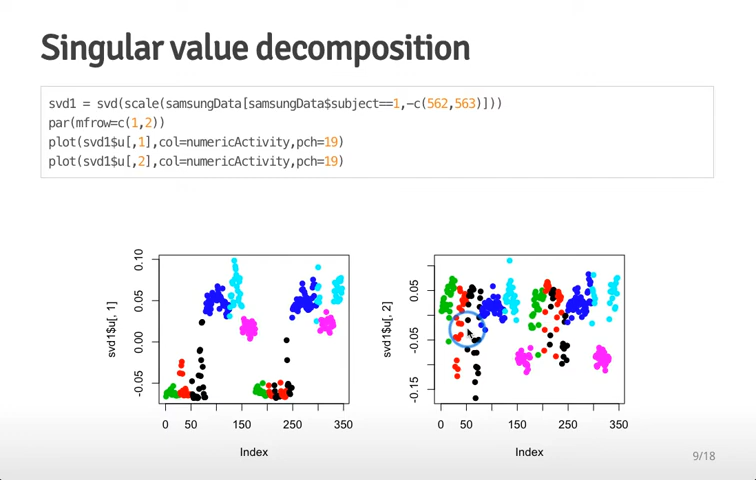 Singular value decomposition
svd1 = svd(scale(samsungData[samsungData$subject==1,-c(562,563)]))
par(mfrow=c(1,2))
plot(svd1$u[,1],col=numericActivity,pch=19)
plot(svd1$u[,2],col=numericActivity,pch=19)
svd1$u[, 1]
-0.05 0.00 0.05 0.10
0 50 150 250 350
Index
svd1$u[, 2]
-0.15 -0.05 0.05
0 50 150 250 350
Index
9/18